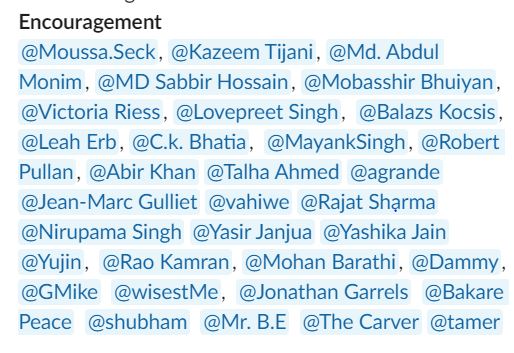 Encouragement
@Moussa.Seck, @Kazeem Tijani, @Md. Abdul
Monim, @MD Sabbir Hossain, @Mobasshir Bhuiyan,
@Victoria Riess, @Lovepreet Singh, @Balazs Kocsis,
@Leah Erb, @C.k. Bhatia, @MayankSingh, @Robert
Pullan, @Abir Khan @Talha Ahmed @agrande
@Jean-Marc Gulliet @vahiwe @Rajat Shạrma
@Nirupama Singh @Yasir Janjua @Yashika Jain
@Yujin, @Rao Kamran, @Mohan Barathi, @Dammy,
@GMike @wisestMe, @Jonathan Garrels @Bakare
Peace @shubham @Mr. B.E @The Carver @tamer